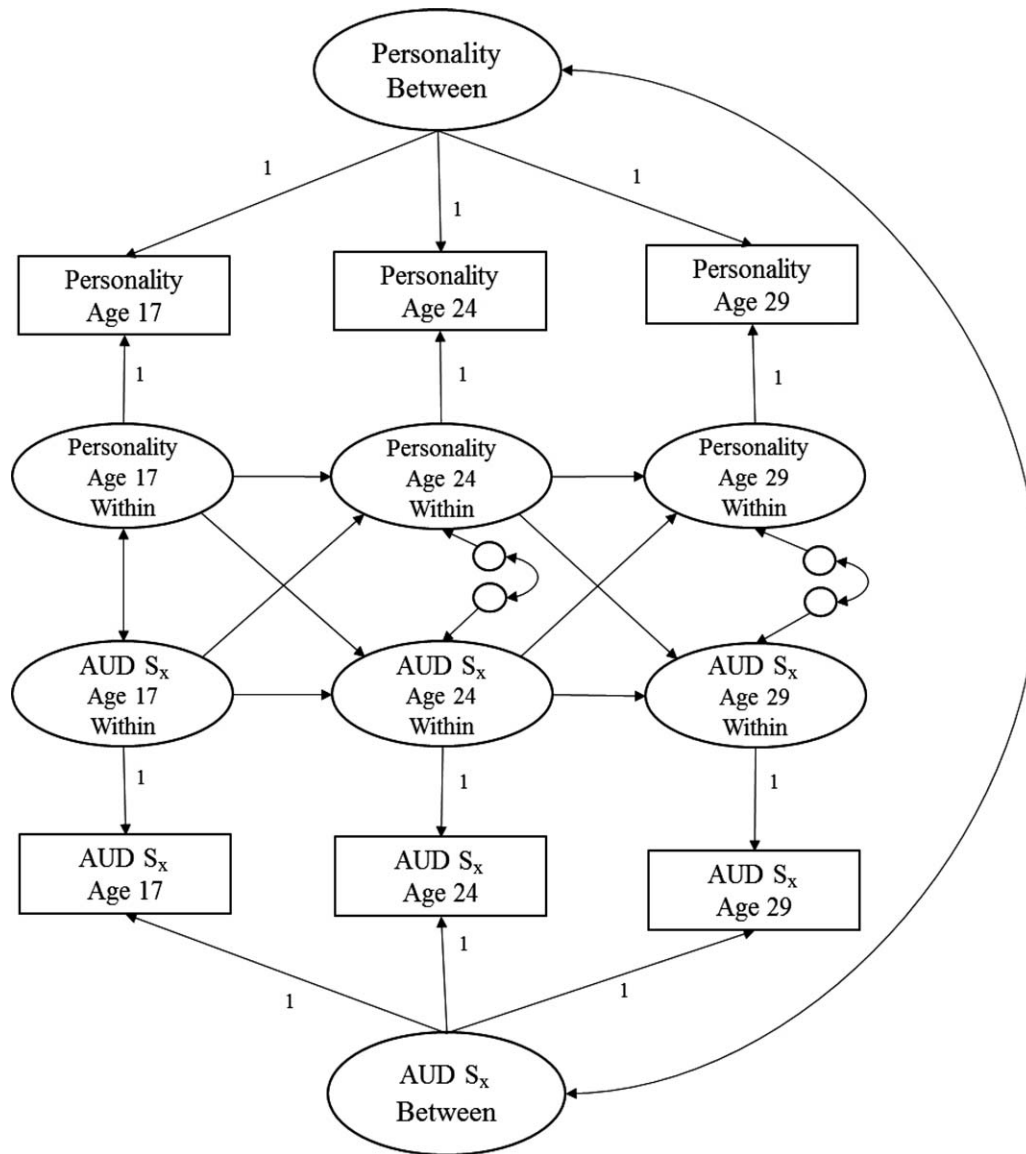 Personality
Between
1
1
1
Personality
Age 17
Personality
Age 24
Personality
Age 29
1
1
1
Personality
Age 17
Within
Personality
Age 24
Within
Personality
Age 29
Within
AUD Sₓ
Age 17
Within
AUD Sₓ
Age 24
Within
AUD Sₓ
Age 29
Within
1
1
1
AUD Sₓ
Age 17
AUD Sₓ
Age 24
AUD Sₓ
Age 29
1
1
1
AUD Sₓ
Between